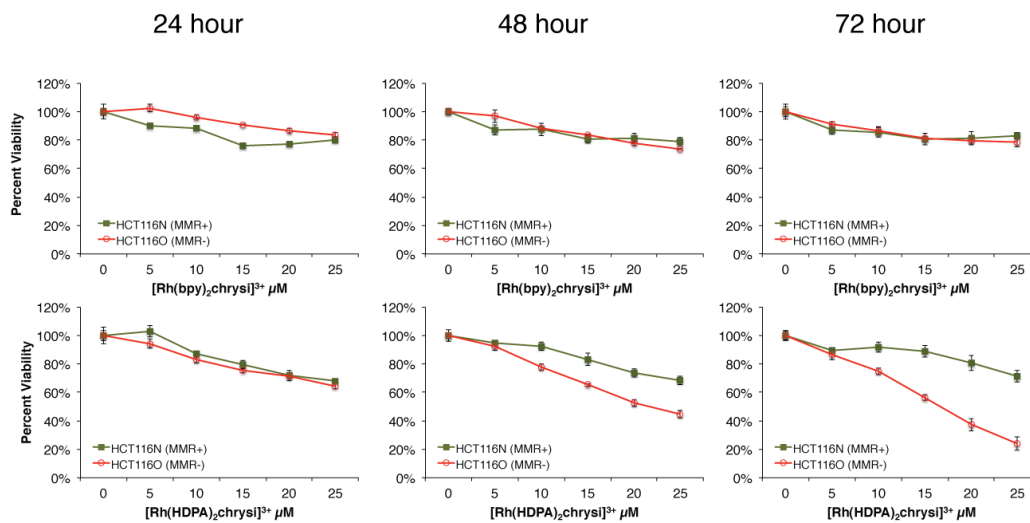 24 hour
48 hour
72 hour
Percent Viability
120%
100%
80%
60%
40%
20%
0%
HCT116N (MMR+)
HCT116O (MMR-)
0 5 10 15 20 25
[Rh(bpy)₂chrysi]³⁺ µM
120%
100%
80%
60%
40%
20%
0%
HCT116N (MMR+)
HCT116O (MMR-)
0 5 10 15 20 25
[Rh(bpy)₂chrysi]³⁺ µM
120%
100%
80%
60%
40%
20%
0%
HCT116N (MMR+)
HCT116O (MMR-)
0 5 10 15 20 25
[Rh(bpy)₂chrysi]³⁺ µM
Percent Viability
120%
100%
80%
60%
40%
20%
0%
HCT116N (MMR+)
HCT116O (MMR-)
0 5 10 15 20 25
[Rh(HDPA)₂chrysi]³⁺ µM
120%
100%
80%
60%
40%
20%
0%
HCT116N (MMR+)
HCT116O (MMR-)
0 5 10 15 20 25
[Rh(HDPA)₂chrysi]³⁺ µM
120%
100%
80%
60%
40%
20%
0%
HCT116N (MMR+)
HCT116O (MMR-)
0 5 10 15 20 25
[Rh(HDPA)₂chrysi]³⁺ µM